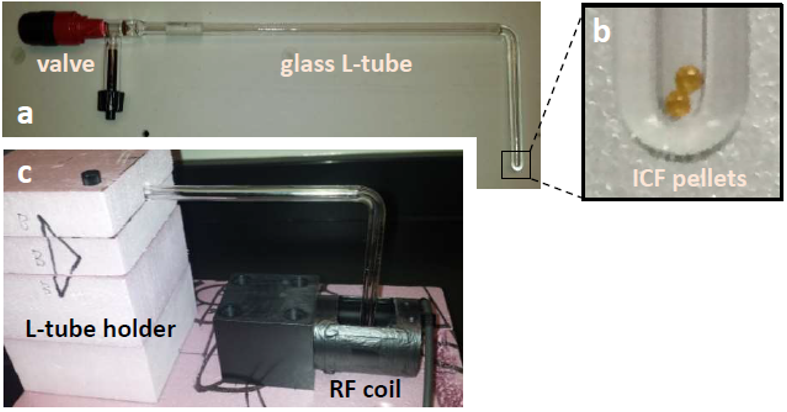 valve
glass L-tube
a
b
ICF pellets
c
L-tube holder
RF coil